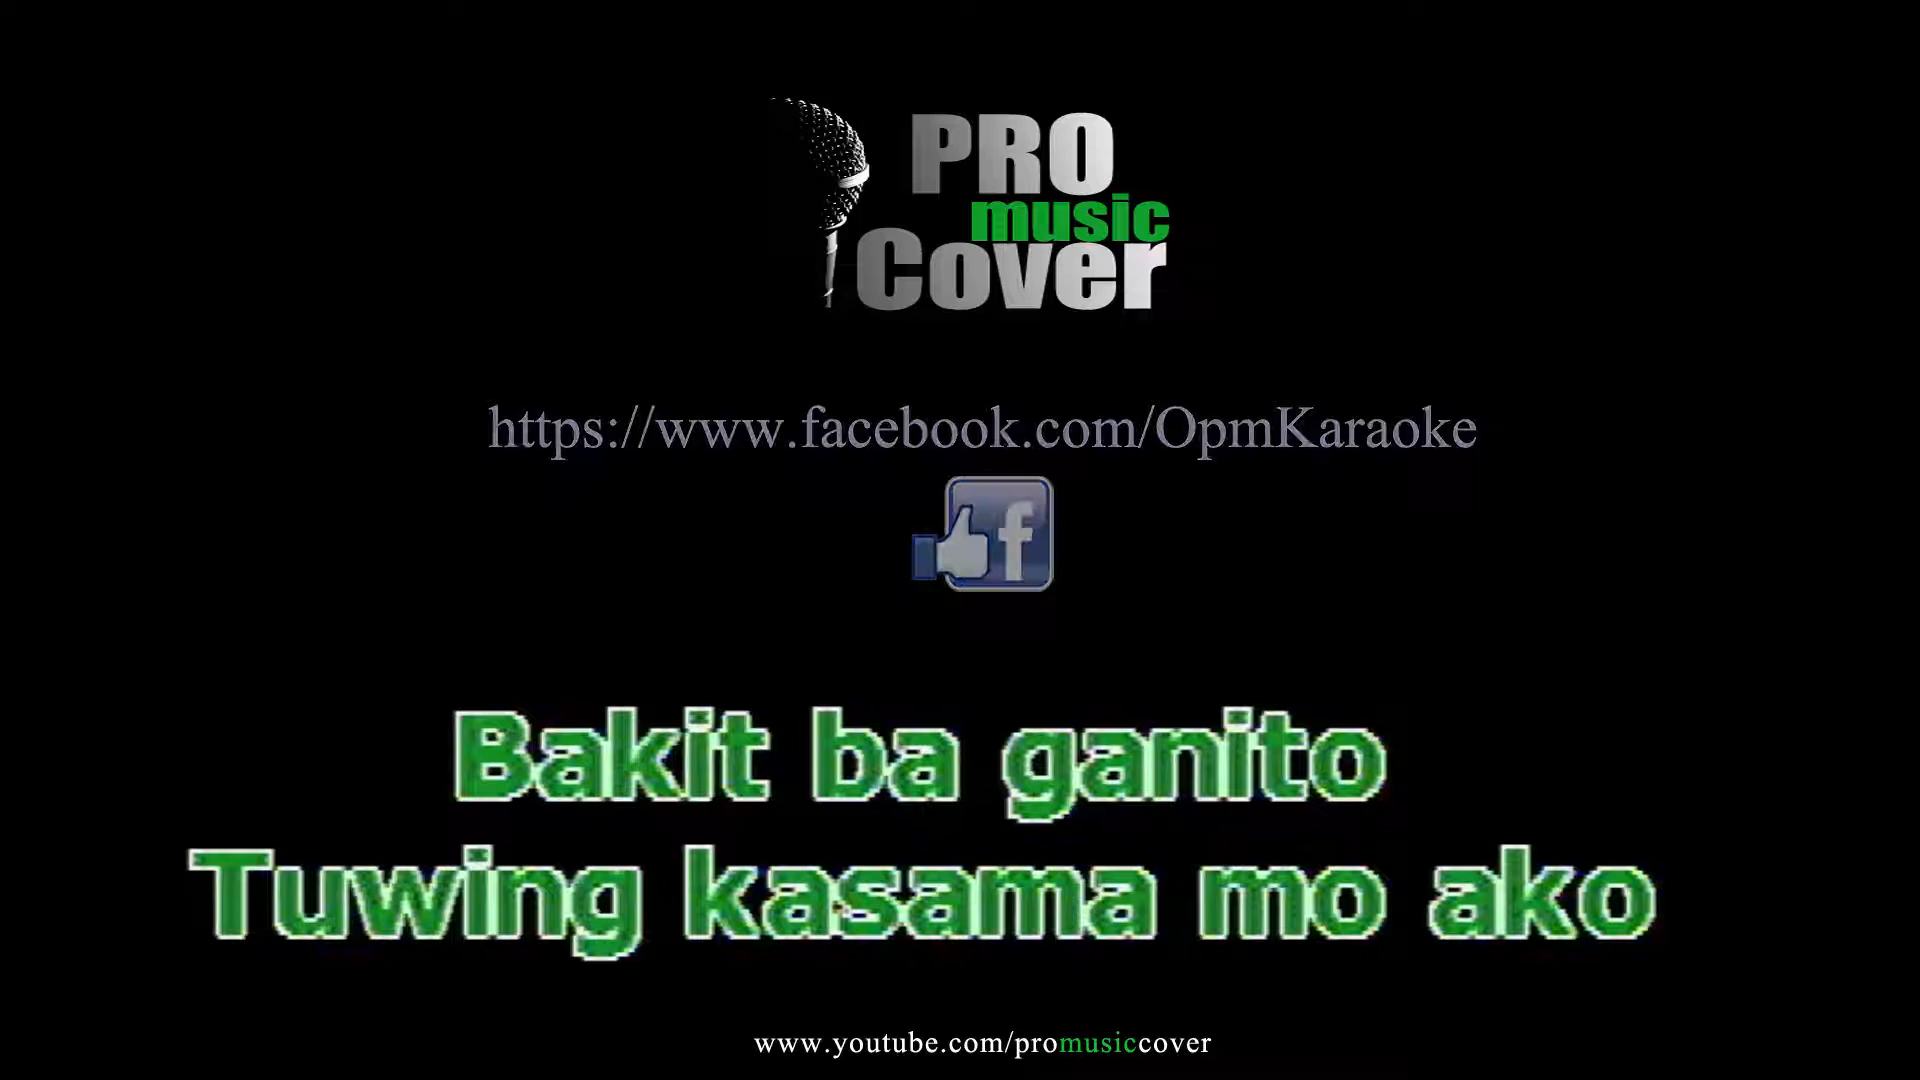 PRO
music
Cover
https://www.facebook.com/OpmKaraoke
f
Bakit ba ganito
Tuwing kasama mo ako
www.youtube.com/promusiccover